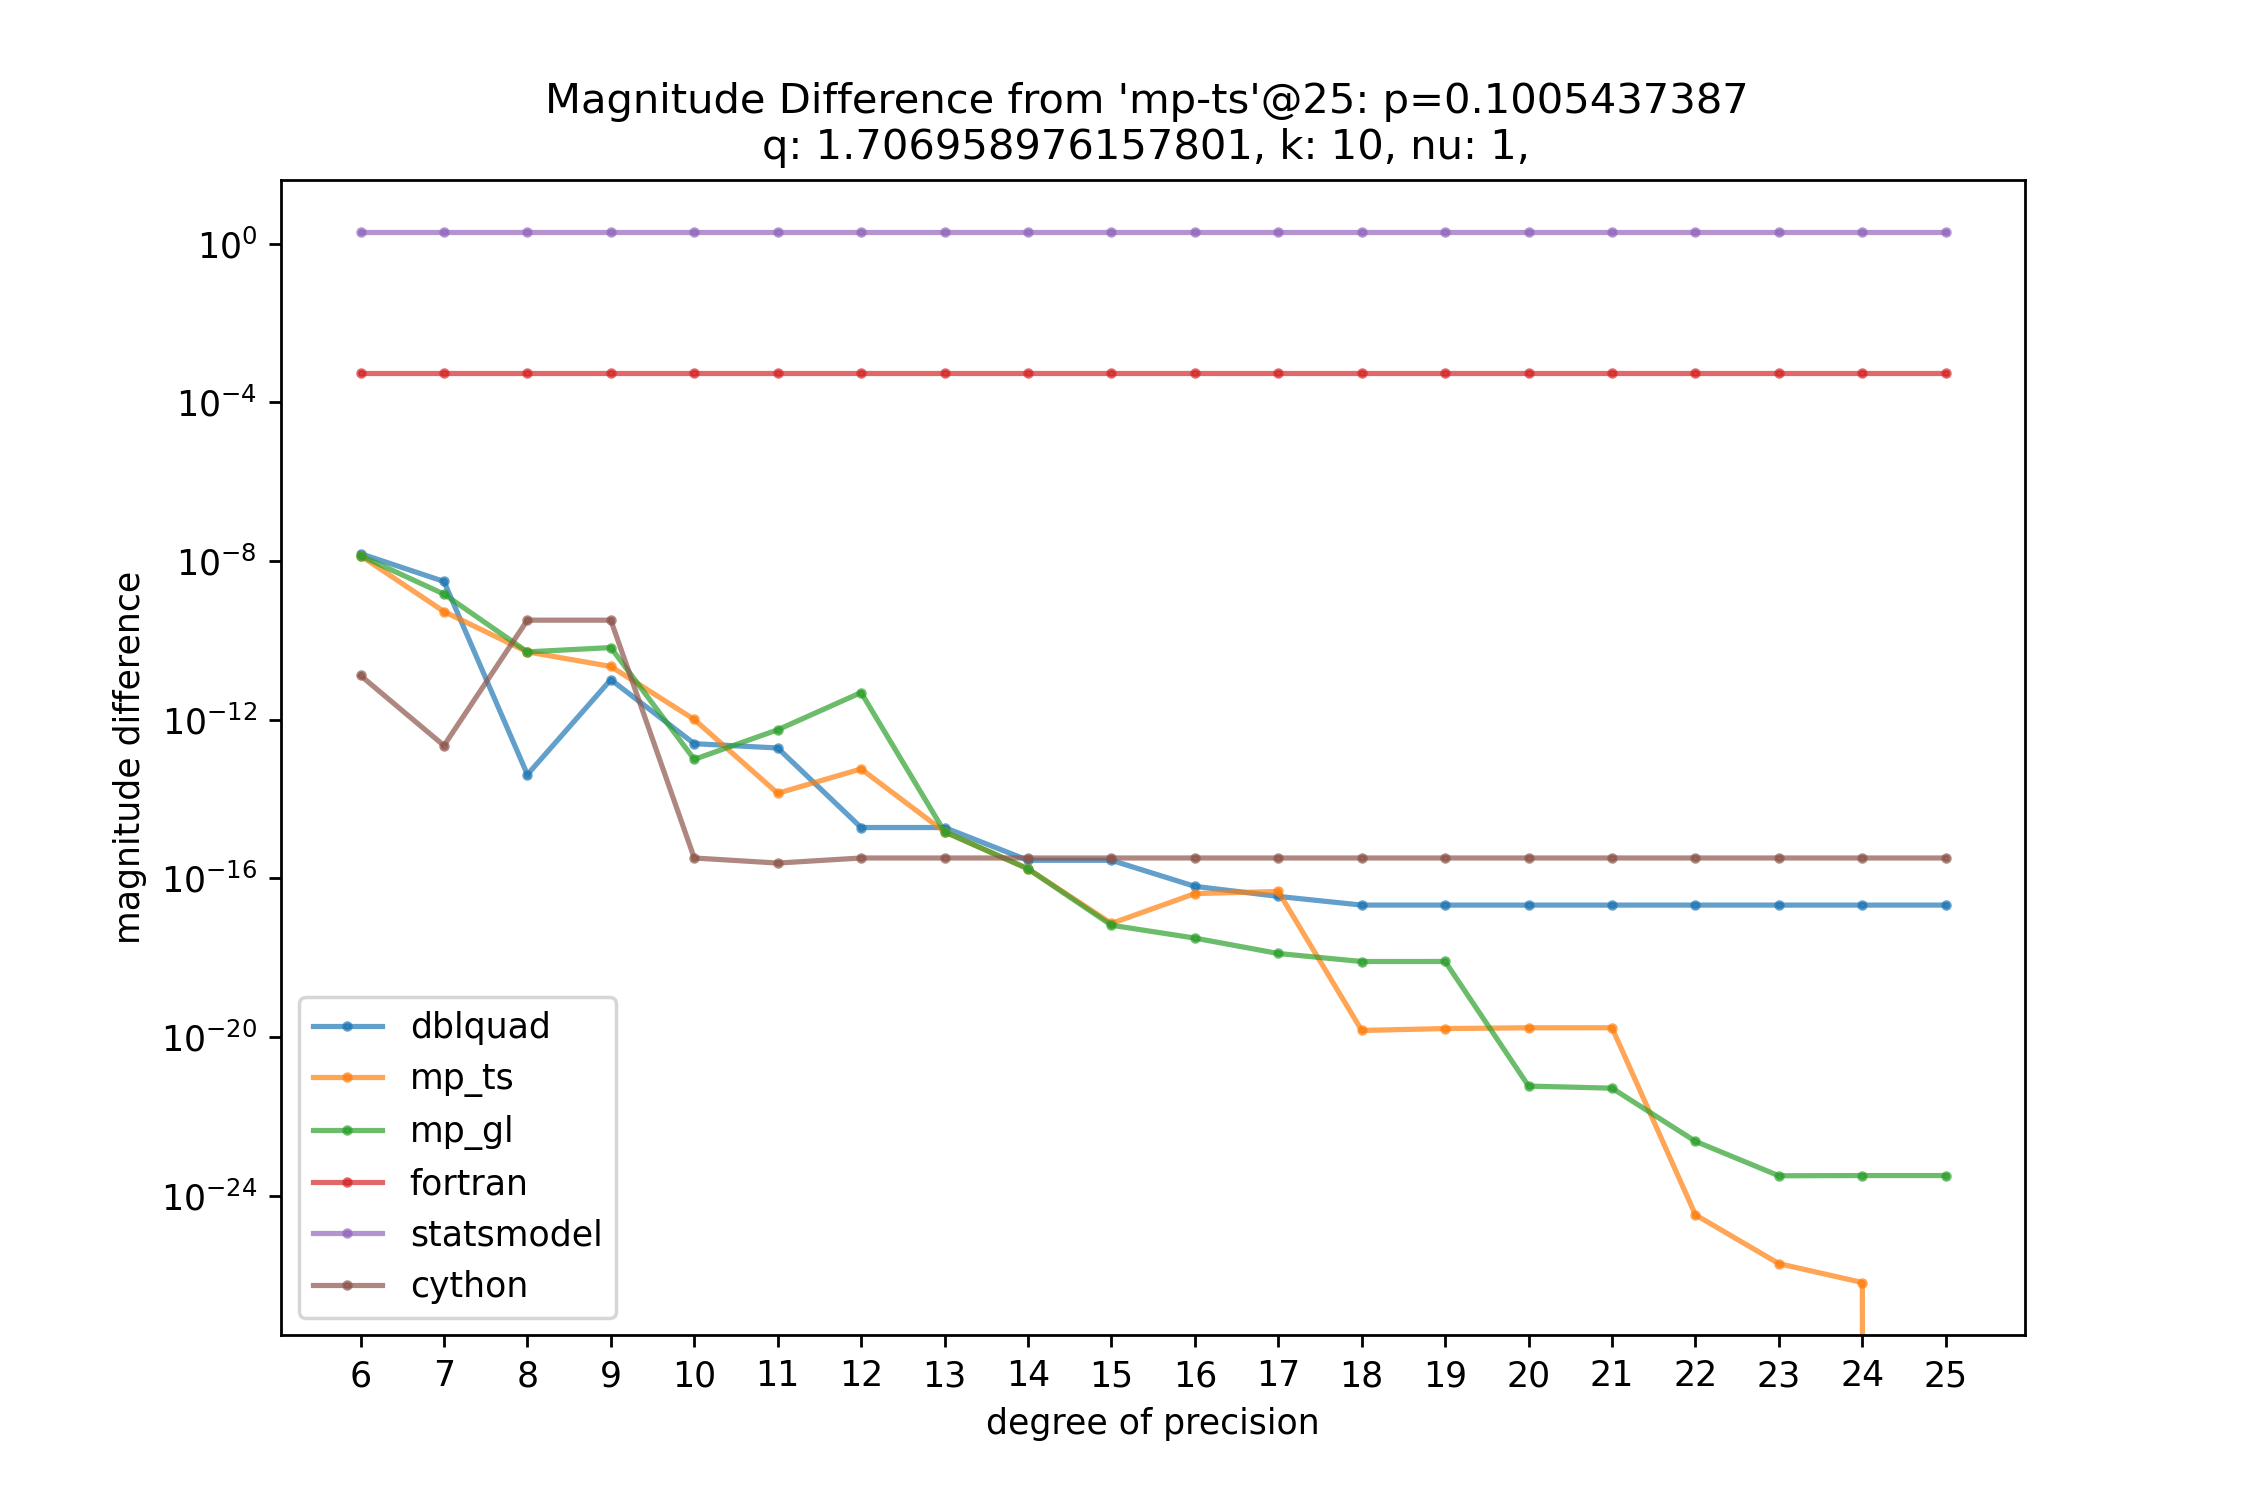 Magnitude Difference from 'mp-ts'@25: p=0.1005437387
q: 1.706958976157801, k: 10, nu: 1,
magnitude difference
10⁰
10⁻⁴
10⁻⁸
10⁻¹²
10⁻¹⁶
10⁻²⁰
10⁻²⁴
dblquad
mp_ts
mp_gl
fortran
statsmodel
cython
6 7 8 9 10 11 12 13 14 15 16 17 18 19 20 21 22 23 24 25
degree of precision